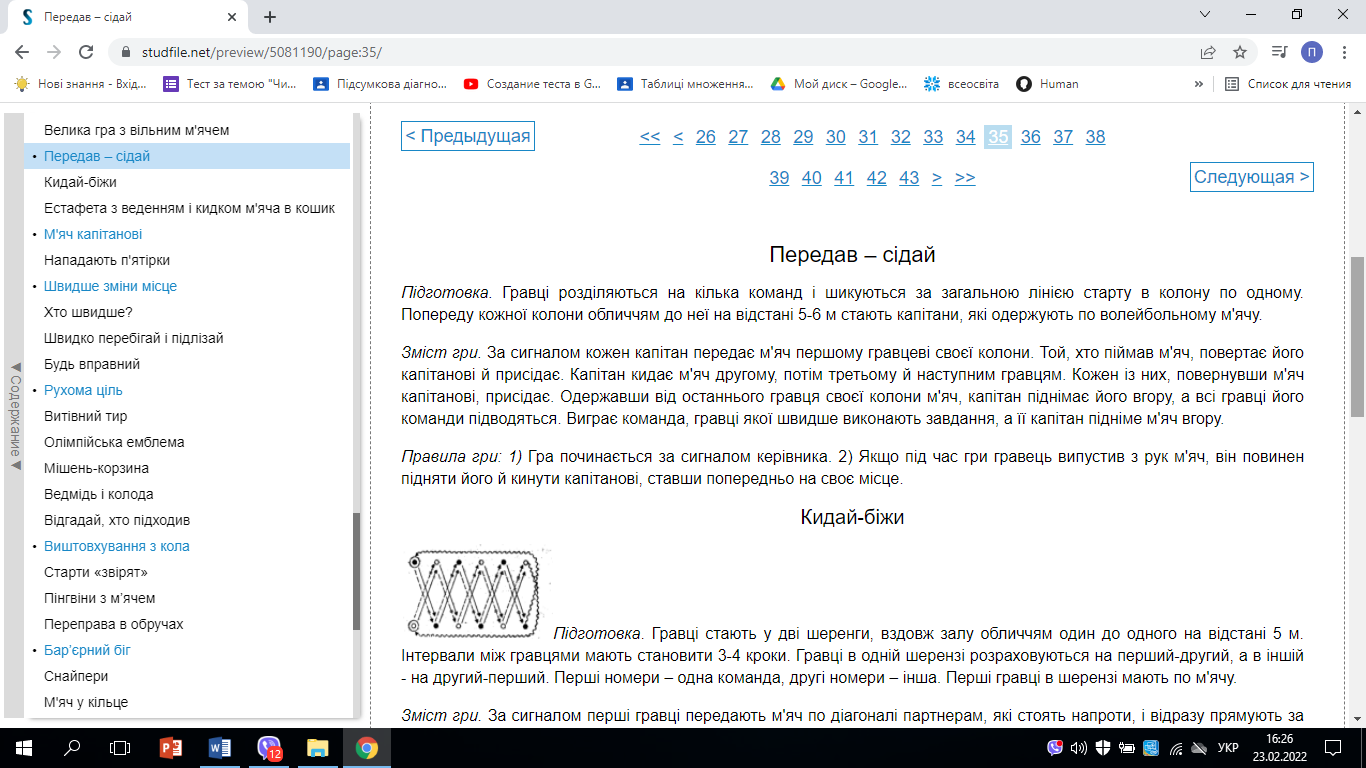 Передав – сідай
studfile.net/preview/5081190/page:35/
П
Нові знання - Вхід...
Тест за темою "Чи...
Підсумкова діагно...
Создание теста в G...
Таблиці множення...
Мой диск – Google...
всеосвіта
Human
»
Список для чтения
◀ Содержание ◀
Велика гра з вільним м'ячем
• Передав – сідай
Кидай-біжи
Естафета з веденням і кидком м'яча в кошик
• М'яч капітанові
Нападають п'ятірки
• Швидше зміни місце
Хто швидше?
Швидко перебігай і підлізай
Будь вправний
• Рухома ціль
Витівний тир
Олімпійська емблема
Мішень-корзина
Ведмідь і колода
Відгадай, хто підходив
• Виштовхування з кола
Старти «звірят»
Пінгвіни з м’ячем
Переправа в обручах
• Бар’єрний біг
Снайпери
М'яч у кільце
< Предыдущая
<< < 26 27 28 29 30 31 32 33 34 35 36 37 38
39 40 41 42 43 > >>
Следующая >
Передав – сідай
Підготовка. Гравці розділяються на кілька команд і шикуються за загальною лінією старту в колону по одному.
Попереду кожної колони обличчям до неї на відстані 5-6 м стають капітани, які одержують по волейбольному м'ячу.
Зміст гри. За сигналом кожен капітан передає м'яч першому гравцеві своєї колони. Той, хто піймав м'яч, повертає його
капітанові й присідає. Капітан кидає м'яч другому, потім третьому й наступним гравцям. Кожен із них, повернувши м'яч
капітанові, присідає. Одержавши від останнього гравця своєї колони м'яч, капітан піднімає його вгору, а всі гравці його
команди підводяться. Виграє команда, гравці якої швидше виконають завдання, а її капітан підніме м'яч вгору.
Правила гри: 1) Гра починається за сигналом керівника. 2) Якщо під час гри гравець випустив з рук м'яч, він повинен
підняти його й кинути капітанові, ставши попередньо на своє місце.
Кидай-біжи
Підготовка. Гравці стають у дві шеренги, вздовж залу обличчям один до одного на відстані 5 м.
Інтервали між гравцями мають становити 3-4 кроки. Гравці в одній шерензі розраховуються на перший-другий, а в іншій
- на другий-перший. Перші номери – одна команда, другі номери – інша. Перші гравці в шерензі мають по м'ячу.
Зміст гри. За сигналом перші гравці передають м'яч по діагоналі партнерам, які стоять напроти, і відразу прямують за
12
УКР
16:26
23.02.2022